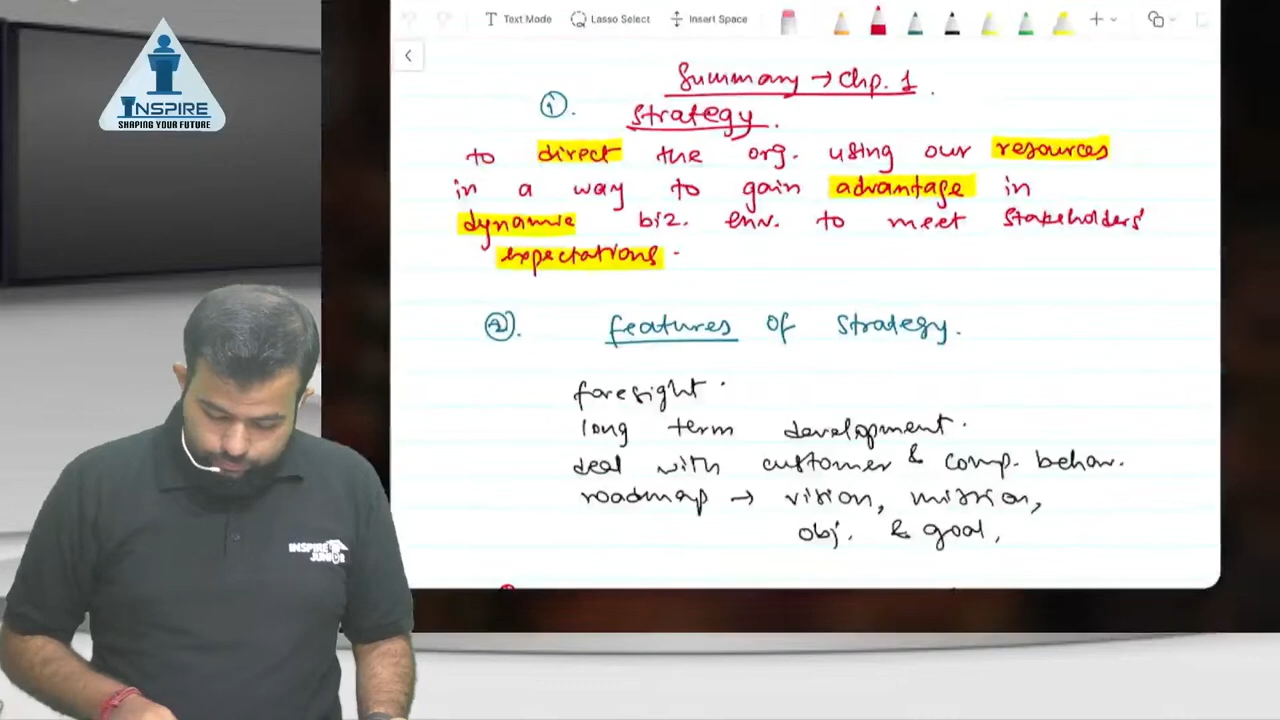 INSPIRE
SHAPING YOUR FUTURE
Text Mode
Lasso Select
Insert Space
Summary → Chp. 1
1.
Strategy.
to direct the org. using our resources
in a way to gain advantage in
dynamic biz. env. to meet stakeholders'
expectations.
2. features of strategy.
foresight.
long term development.
deal with customer & comp. behav.
roadmap → vision, mission,
obj. & goal,
INSPIRE
JUNIOR